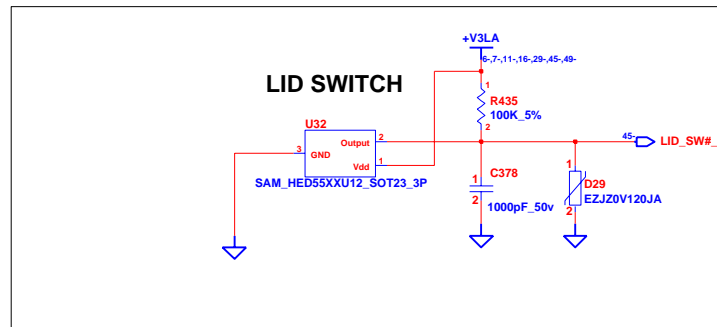 +V3LA
6-,7-,11-,16-,29-,45-,49-
LID SWITCH
1
R435
100K_5%
2
U32
Output
2
45-
LID_SW#_
3
GND
Vdd
1
SAM_HED55XXU12_SOT23_3P
1
C378
2
1000pF_50v
1
D29
EZJZ0V120JA
2